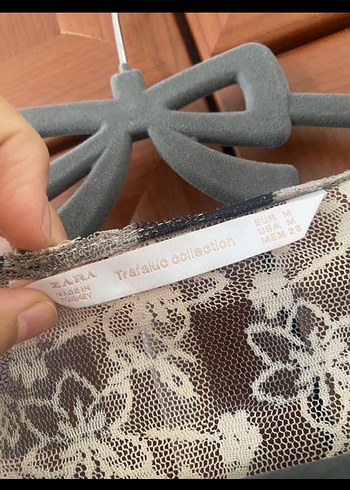 ZARA
MADE IN
TURKEY
Trafaluc collection
EUR M
USA M
MEX 28